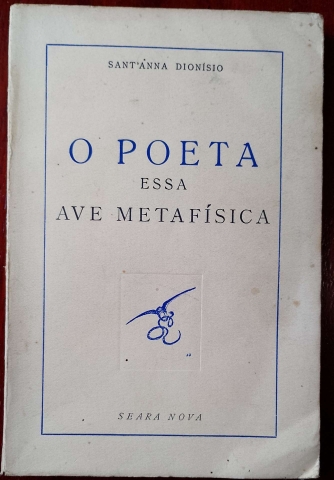 SANT'ANNA DIONÍSIO
O POETA
ESSA
AVE METAFÍSICA
SEARA NOVA